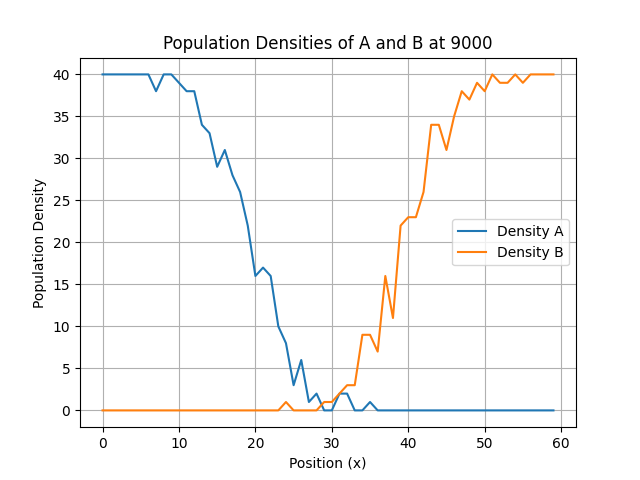 Population Densities of A and B at 9000
40
35
30
25
20
15
10
5
0
Population Density
Density A
Density B
0 10 20 30 40 50 60
Position (x)